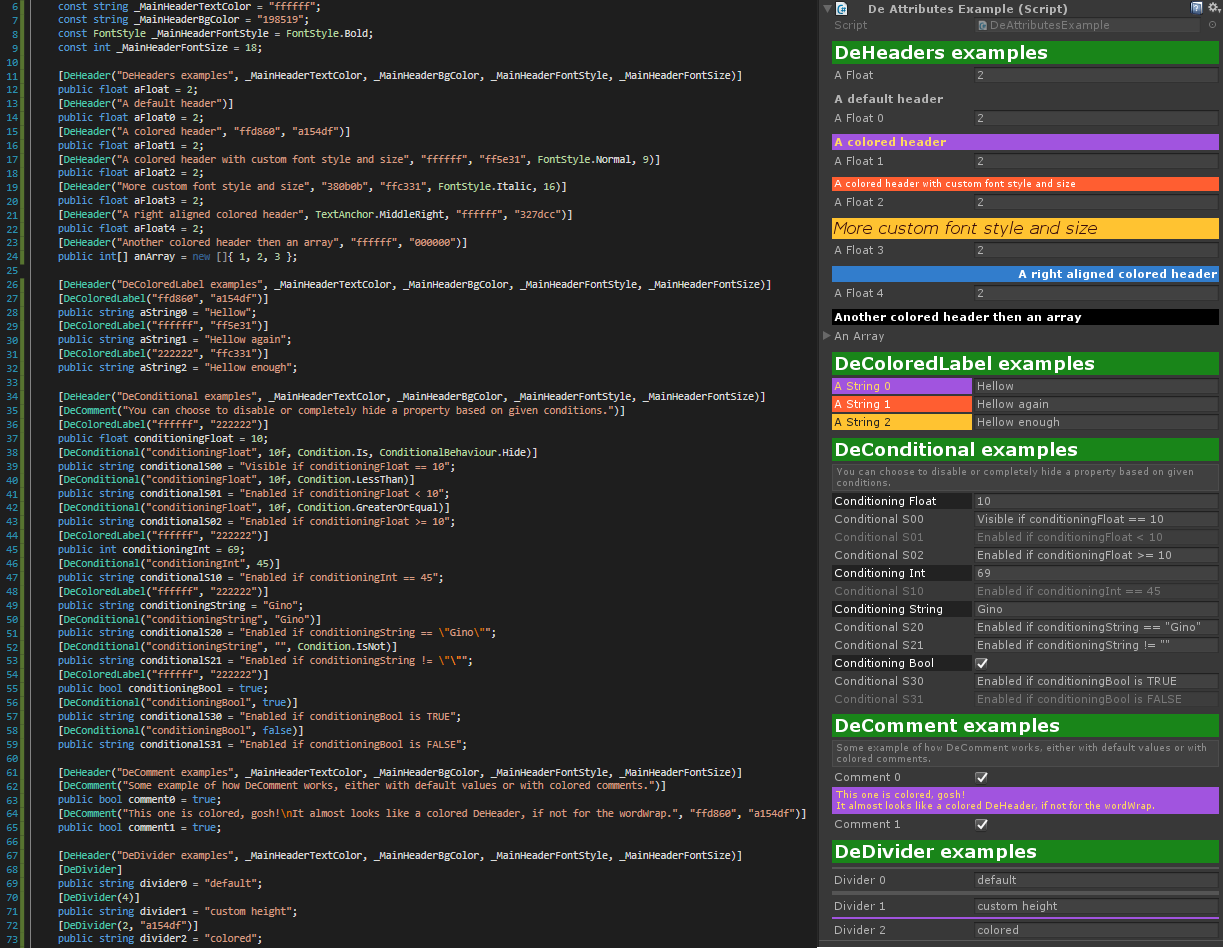 6 const string _MainHeaderTextColor = "ffffff";
7 const string _MainHeaderBgColor = "198519";
8 const FontStyle _MainHeaderFontStyle = FontStyle.Bold;
9 const int _MainHeaderFontSize = 18;
10
11 [DeHeader("DeHeaders examples", _MainHeaderTextColor, _MainHeaderBgColor, _MainHeaderFontStyle, _MainHeaderFontSize)]
12 public float aFloat = 2;
13 [DeHeader("A default header")]
14 public float aFloat0 = 2;
15 [DeHeader("A colored header", "ffd860", "a154df")]
16 public float aFloat1 = 2;
17 [DeHeader("A colored header with custom font style and size", "ffffff", "ff5e31", FontStyle.Normal, 9)]
18 public float aFloat2 = 2;
19 [DeHeader("More custom font style and size", "380b0b", "ffc331", FontStyle.Italic, 16)]
20 public float aFloat3 = 2;
21 [DeHeader("A right aligned colored header", TextAnchor.MiddleRight, "ffffff", "327dcc")]
22 public float aFloat4 = 2;
23 [DeHeader("Another colored header then an array", "ffffff", "000000")]
24 public int[] anArray = new []{ 1, 2, 3 };
25
26 [DeHeader("DeColoredLabel examples", _MainHeaderTextColor, _MainHeaderBgColor, _MainHeaderFontStyle, _MainHeaderFontSize)]
27 [DeColoredLabel("ffd860", "a154df")]
28 public string aString0 = "Hellow";
29 [DeColoredLabel("ffffff", "ff5e31")]
30 public string aString1 = "Hellow again";
31 [DeColoredLabel("222222", "ffc331")]
32 public string aString2 = "Hellow enough";
33
34 [DeHeader("DeConditional examples", _MainHeaderTextColor, _MainHeaderBgColor, _MainHeaderFontStyle, _MainHeaderFontSize)]
35 [DeComment("You can choose to disable or completely hide a property based on given conditions.")]
36 [DeColoredLabel("ffffff", "222222")]
37 public float conditioningFloat = 10;
38 [DeConditional("conditioningFloat", 10f, Condition.Is, ConditionalBehaviour.Hide)]
39 public string conditionalS00 = "Visible if conditioningFloat == 10";
40 [DeConditional("conditioningFloat", 10f, Condition.LessThan)]
41 public string conditionalS01 = "Enabled if conditioningFloat < 10";
42 [DeConditional("conditioningFloat", 10f, Condition.GreaterOrEqual)]
43 public string conditionalS02 = "Enabled if conditioningFloat >= 10";
44 [DeColoredLabel("ffffff", "222222")]
45 public int conditioningInt = 69;
46 [DeConditional("conditioningInt", 45)]
47 public string conditionalS10 = "Enabled if conditioningInt == 45";
48 [DeColoredLabel("ffffff", "222222")]
49 public string conditioningString = "Gino";
50 [DeConditional("conditioningString", "Gino")]
51 public string conditionalS20 = "Enabled if conditioningString == \"Gino\"";
52 [DeConditional("conditioningString", "", Condition.IsNot)]
53 public string conditionalS21 = "Enabled if conditioningString != \"\"";
54 [DeColoredLabel("ffffff", "222222")]
55 public bool conditioningBool = true;
56 [DeConditional("conditioningBool", true)]
57 public string conditionalS30 = "Enabled if conditioningBool is TRUE";
58 [DeConditional("conditioningBool", false)]
59 public string conditionalS31 = "Enabled if conditioningBool is FALSE";
60
61 [DeHeader("DeComment examples", _MainHeaderTextColor, _MainHeaderBgColor, _MainHeaderFontStyle, _MainHeaderFontSize)]
62 [DeComment("Some example of how DeComment works, either with default values or with colored comments.")]
63 public bool comment0 = true;
64 [DeComment("This one is colored, gosh!\nIt almost looks like a colored DeHeader, if not for the wordWrap.", "ffd860", "a154df")]
65 public bool comment1 = true;
66
67 [DeHeader("DeDivider examples", _MainHeaderTextColor, _MainHeaderBgColor, _MainHeaderFontStyle, _MainHeaderFontSize)]
68 [DeDivider]
69 public string divider0 = "default";
70 [DeDivider(4)]
71 public string divider1 = "custom height";
72 [DeDivider(2, "a154df")]
73 public string divider2 = "colored";
De Attributes Example (Script)
Script DeAttributesExample
DeHeaders examples
A Float 2
A default header
A Float 0 2
A colored header
A Float 1 2
A colored header with custom font style and size
A Float 2 2
More custom font style and size
A Float 3 2
A right aligned colored header
A Float 4 2
Another colored header then an array
An Array
DeColoredLabel examples
A String 0 Hellow
A String 1 Hellow again
A String 2 Hellow enough
DeConditional examples
You can choose to disable or completely hide a property based on given
conditions.
Conditioning Float 10
Conditional S00 Visible if conditioningFloat == 10
Conditional S01 Enabled if conditioningFloat < 10
Conditional S02 Enabled if conditioningFloat >= 10
Conditioning Int 69
Conditional S10 Enabled if conditioningInt == 45
Conditioning String Gino
Conditional S20 Enabled if conditioningString == "Gino"
Conditional S21 Enabled if conditioningString != ""
Conditioning Bool
Conditional S30 Enabled if conditioningBool is TRUE
Conditional S31 Enabled if conditioningBool is FALSE
DeComment examples
Some example of how DeComment works, either with default values or with
colored comments.
Comment 0
This one is colored, gosh!
It almost looks like a colored DeHeader, if not for the wordWrap.
Comment 1
DeDivider examples
Divider 0 default
Divider 1 custom height
Divider 2 colored